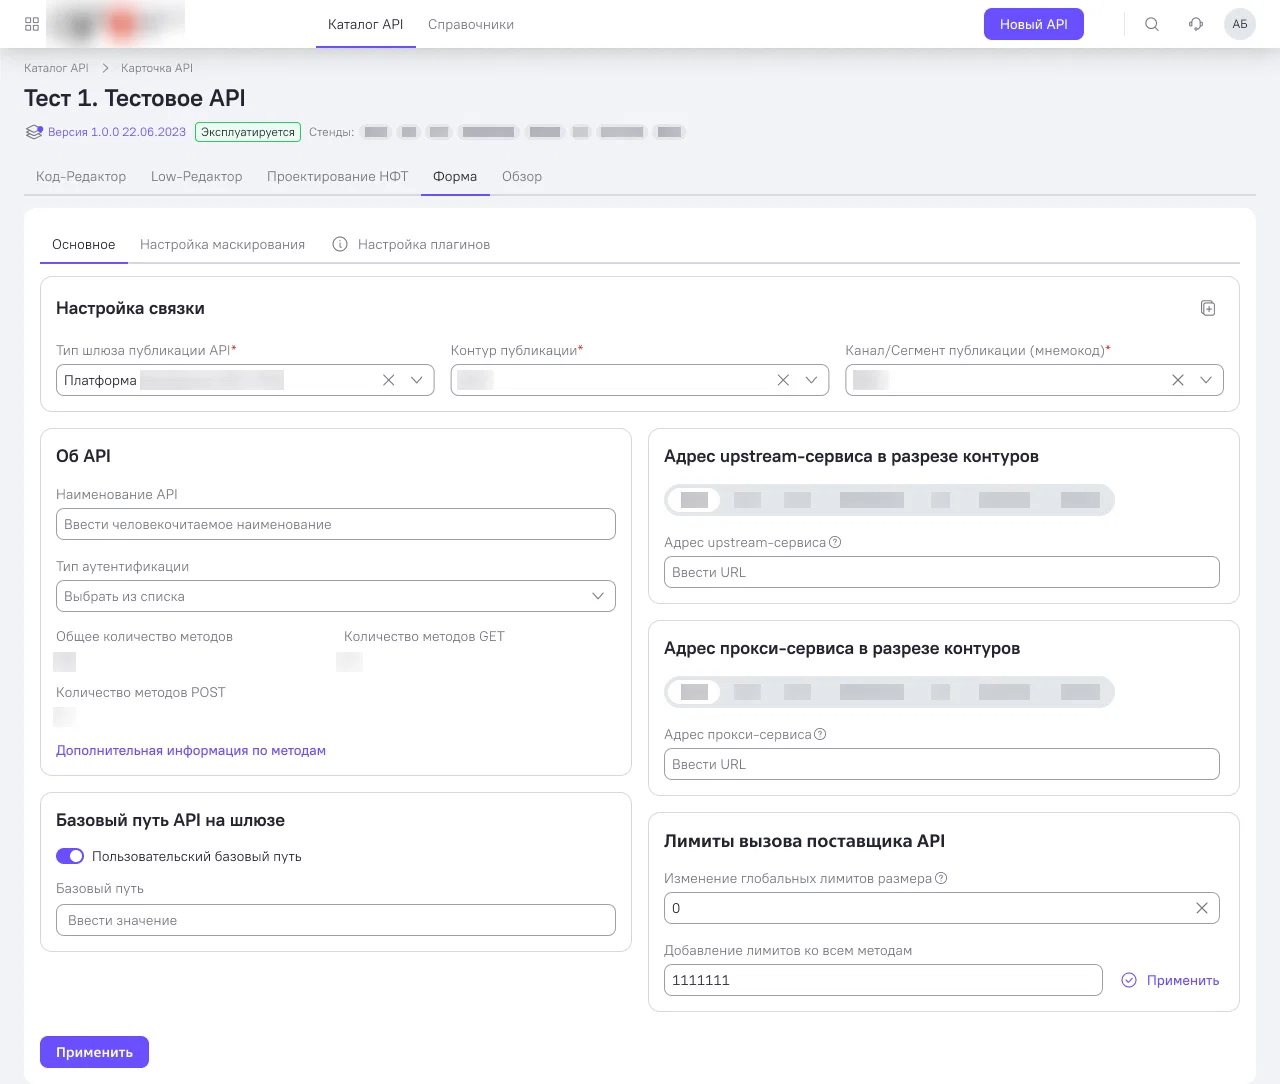 Каталог API
Справочники
Новый API
АБ
Каталог API
Карточка API
Тест 1. Тестовое API
Версия 1.0.0 22.06.2023
Эксплуатируется
Стенды:
Код-Редактор
Low-Редактор
Проектирование НФТ
Форма
Обзор
Основное
Настройка маскирования
Настройка плагинов
Настройка связки
Тип шлюза публикации API*
Контур публикации*
Канал/Сегмент публикации (мнемокод)*
Платформа
Об API
Наименование API
Ввести человекочитаемое наименование
Тип аутентификации
Выбрать из списка
Общее количество методов
Количество методов GET
Количество методов POST
Дополнительная информация по методам
Базовый путь API на шлюзе
Пользовательский базовый путь
Базовый путь
Ввести значение
Адрес upstream-сервиса в разрезе контуров
Адрес upstream-сервиса
Ввести URL
Адрес прокси-сервиса в разрезе контуров
Адрес прокси-сервиса
Ввести URL
Лимиты вызова поставщика API
Изменение глобальных лимитов размера
0
Добавление лимитов ко всем методам
1111111
Применить
Применить